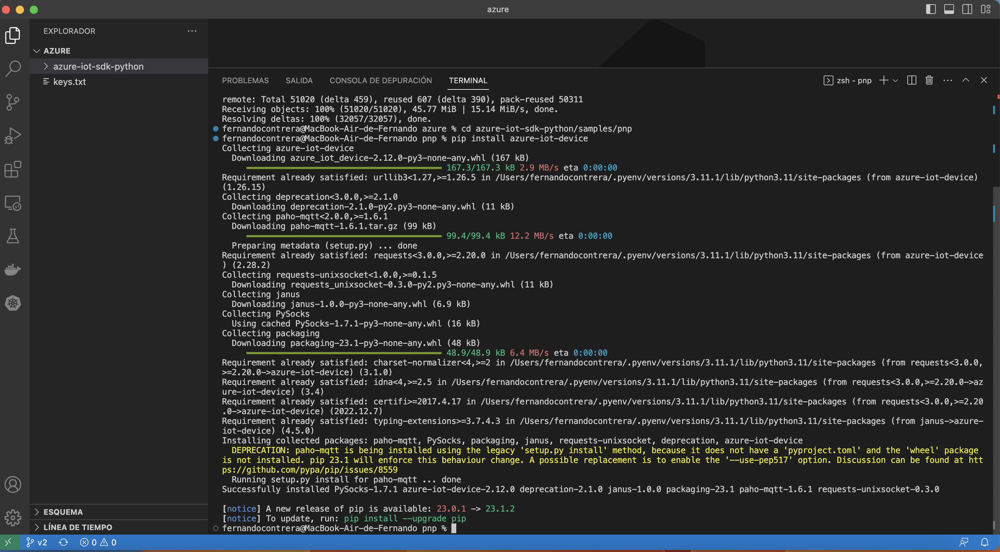 azure
EXPLORADOR
AZURE
azure-iot-sdk-python
keys.txt
ESQUEMA
LÍNEA DE TIEMPO
PROBLEMAS SALIDA CONSOLA DE DEPURACIÓN TERMINAL zsh - pnp
remote: Total 51020 (delta 459), reused 607 (delta 390), pack-reused 50311
Receiving objects: 100% (51020/51020), 45.77 MiB | 15.14 MiB/s, done.
Resolving deltas: 100% (32057/32057), done.
fernandocontrera@MacBook-Air-de-Fernando azure % cd azure-iot-sdk-python/samples/pnp
fernandocontrera@MacBook-Air-de-Fernando pnp % pip install azure-iot-device
Collecting azure-iot-device
Downloading azure_iot_device-2.12.0-py3-none-any.whl (167 kB)
167.3/167.3 kB 2.9 MB/s eta 0:00:00
Requirement already satisfied: urllib3<1.27,>=1.26.5 in /Users/fernandocontrera/.pyenv/versions/3.11.1/lib/python3.11/site-packages (from azure-iot-device)
(1.26.15)
Collecting deprecation<3.0.0,>=2.1.0
Downloading deprecation-2.1.0-py2.py3-none-any.whl (11 kB)
Collecting paho-mqtt<2.0.0,>=1.6.1
Downloading paho-mqtt-1.6.1.tar.gz (99 kB)
99.4/99.4 kB 12.2 MB/s eta 0:00:00
Preparing metadata (setup.py) ... done
Requirement already satisfied: requests<3.0.0,>=2.20.0 in /Users/fernandocontrera/.pyenv/versions/3.11.1/lib/python3.11/site-packages (from azure-iot-device
) (2.28.2)
Collecting requests-unixsocket<1.0.0,>=0.1.5
Downloading requests_unixsocket-0.3.0-py2.py3-none-any.whl (11 kB)
Collecting janus
Downloading janus-1.0.0-py3-none-any.whl (6.9 kB)
Collecting PySocks
Using cached PySocks-1.7.1-py3-none-any.whl (16 kB)
Collecting packaging
Downloading packaging-23.1-py3-none-any.whl (48 kB)
48.9/48.9 kB 6.4 MB/s eta 0:00:00
Requirement already satisfied: charset-normalizer<4,>=2 in /Users/fernandocontrera/.pyenv/versions/3.11.1/lib/python3.11/site-packages (from requests<3.0.0,
>=2.20.0->azure-iot-device) (3.1.0)
Requirement already satisfied: idna<4,>=2.5 in /Users/fernandocontrera/.pyenv/versions/3.11.1/lib/python3.11/site-packages (from requests<3.0.0,>=2.20.0->az
ure-iot-device) (3.4)
Requirement already satisfied: certifi>=2017.4.17 in /Users/fernandocontrera/.pyenv/versions/3.11.1/lib/python3.11/site-packages (from requests<3.0.0,>=2.20
.0->azure-iot-device) (2022.12.7)
Requirement already satisfied: typing-extensions>=3.7.4.3 in /Users/fernandocontrera/.pyenv/versions/3.11.1/lib/python3.11/site-packages (from janus->azure-
iot-device) (4.5.0)
Installing collected packages: paho-mqtt, PySocks, packaging, janus, requests-unixsocket, deprecation, azure-iot-device
DEPRECATION: paho-mqtt is being installed using the legacy 'setup.py install' method, because it does not have a 'pyproject.toml' and the 'wheel' package
is not installed. pip 23.1 will enforce this behaviour change. A possible replacement is to enable the '--use-pep517' option. Discussion can be found at htt
ps://github.com/pypa/pip/issues/8559
Running setup.py install for paho-mqtt ... done
Successfully installed PySocks-1.7.1 azure-iot-device-2.12.0 deprecation-2.1.0 janus-1.0.0 packaging-23.1 paho-mqtt-1.6.1 requests-unixsocket-0.3.0
[notice] A new release of pip is available: 23.0.1 -> 23.1.2
[notice] To update, run: pip install --upgrade pip
fernandocontrera@MacBook-Air-de-Fernando pnp %
v2 0 0